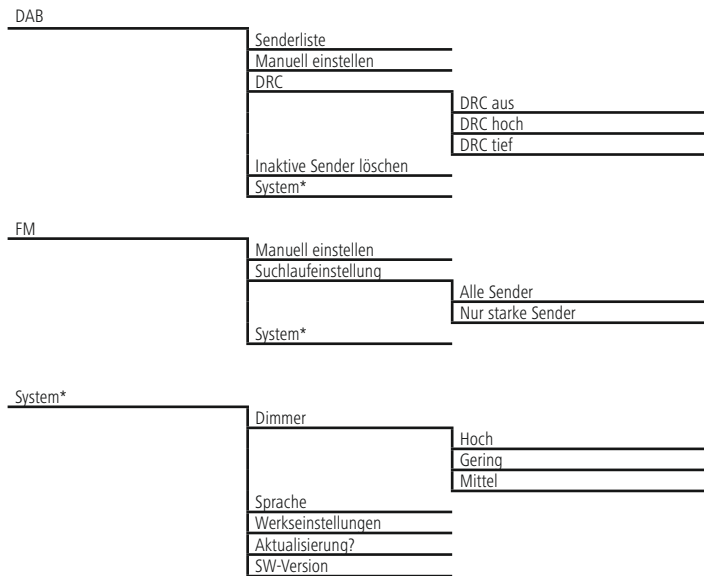 DAB
Senderliste
Manuell einstellen
DRC
DRC aus
DRC hoch
DRC tief
Inaktive Sender löschen
System*
FM
Manuell einstellen
Suchlaufeinstellung
Alle Sender
Nur starke Sender
System*
System*
Dimmer
Hoch
Gering
Mittel
Sprache
Werkseinstellungen
Aktualisierung?
SW-Version